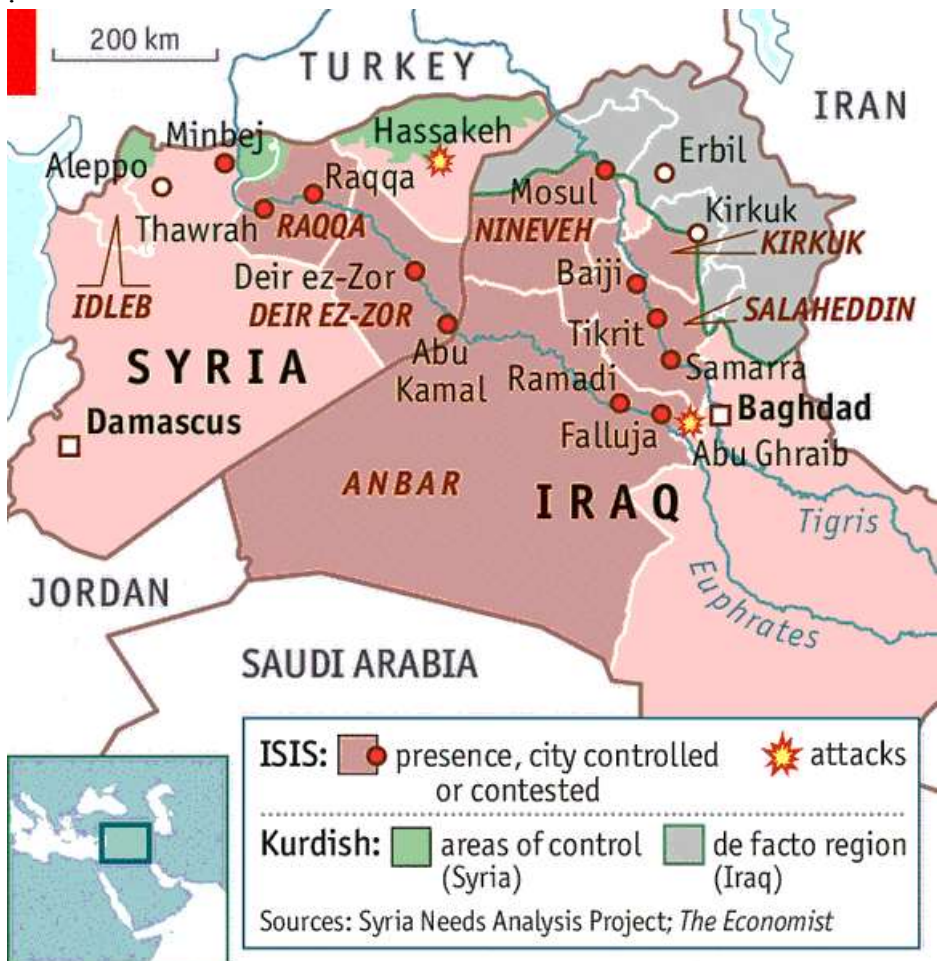 200 km
TURKEY
IRAN
Minbej
Hassakeh
Aleppo
Erbil
Raqqa
Mosul
Thawrah
RAQQA
NINEVEH
Kirkuk
KIRKUK
Deir ez-Zor
Baiji
IDLEB
DEIR EZ-ZOR
SALAHEDDIN
Tikrit
SYRIA
Abu
Kamal
Ramadi
Samarra
Damascus
Baghdad
Falluja
Abu Ghraib
ANBAR
IRAQ
Tigris
JORDAN
Euphrates
SAUDI ARABIA
ISIS: presence, city controlled
or contested
attacks
Kurdish: areas of control
(Syria)
de facto region
(Iraq)
Sources: Syria Needs Analysis Project; The Economist